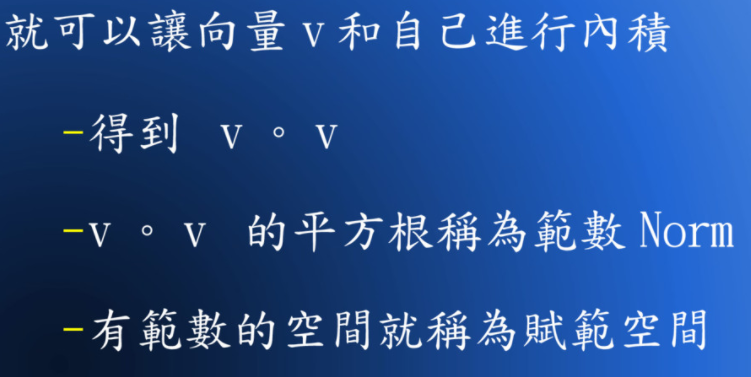 就可以讓向量v和自己進行內積
-得到 v。v
-v。v 的平方根稱為範數Norm
-有範數的空間就稱為賦範空間